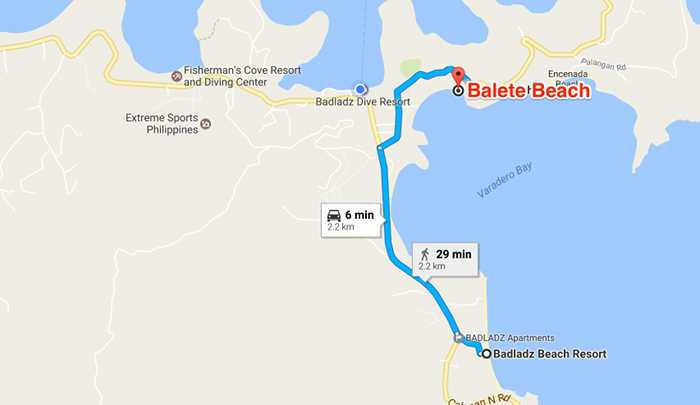 Palangan Rd
Fisherman's Cove Resort
and Diving Center
Encenada
Balete Beach
Badladz Dive Resort
Extreme Sports
Philippines
Varadero Bay
6 min
2.2 km
29 min
2.2 km
BADLADZ Apartments
Badladz Beach Resort
N Rd